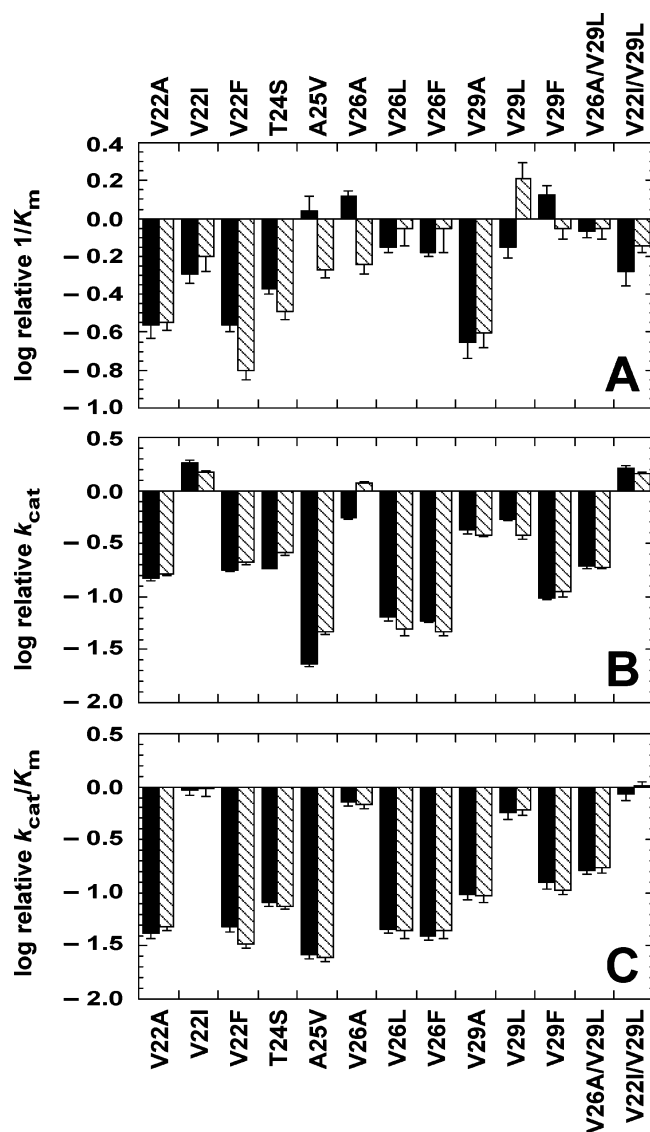 V22A V22I V22F T24S A25V V26A V26L V26F V29A V29L V29F V26A/V29L V22I/V29L
log relative 1/Km
0.4
0.2
0.0
– 0.2
– 0.4
– 0.6
– 0.8
– 1.0
A
log relative kcat
0.5
0.0
– 0.5
– 1.0
– 1.5
– 2.0
B
log relative kcat/Km
0.5
0.0
– 0.5
– 1.0
– 1.5
– 2.0
C
V22A V22I V22F T24S A25V V26A V26L V26F V29A V29L V29F V26A/V29L V22I/V29L